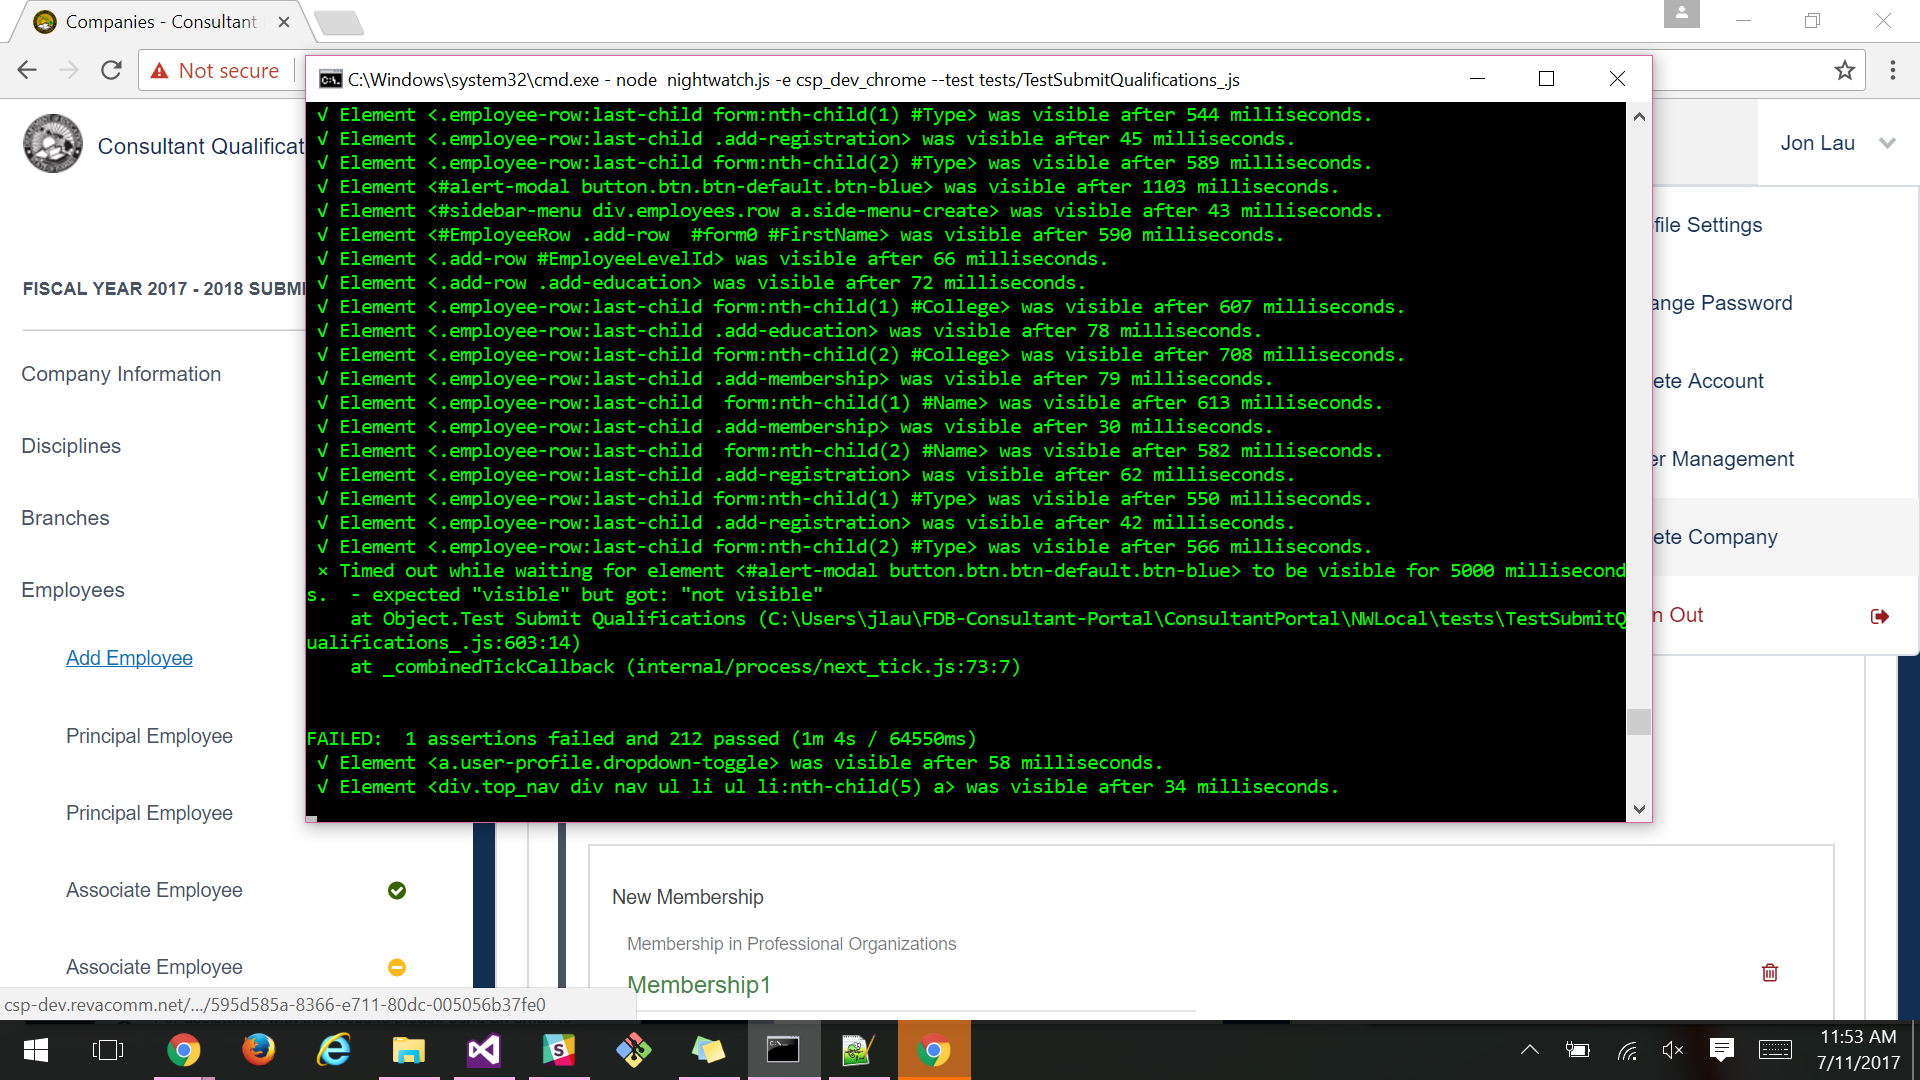 Companies - Consultant
Not secure
C:\Windows\system32\cmd.exe - node  nightwatch.js -e csp_dev_chrome --test tests/TestSubmitQualifications_.js
√ Element <.employee-row:last-child form:nth-child(1) #Type> was visible after 544 milliseconds.
√ Element <.employee-row:last-child .add-registration> was visible after 45 milliseconds.
√ Element <.employee-row:last-child form:nth-child(2) #Type> was visible after 589 milliseconds.
√ Element <#alert-modal button.btn.btn-default.btn-blue> was visible after 1103 milliseconds.
√ Element <#sidebar-menu div.employees.row a.side-menu-create> was visible after 43 milliseconds.
√ Element <#EmployeeRow .add-row  #form0 #FirstName> was visible after 590 milliseconds.
√ Element <.add-row #EmployeeLevelId> was visible after 66 milliseconds.
√ Element <.add-row .add-education> was visible after 72 milliseconds.
√ Element <.employee-row:last-child form:nth-child(1) #College> was visible after 607 milliseconds.
√ Element <.employee-row:last-child .add-education> was visible after 78 milliseconds.
√ Element <.employee-row:last-child form:nth-child(2) #College> was visible after 708 milliseconds.
√ Element <.employee-row:last-child .add-membership> was visible after 79 milliseconds.
√ Element <.employee-row:last-child  form:nth-child(1) #Name> was visible after 613 milliseconds.
√ Element <.employee-row:last-child .add-membership> was visible after 30 milliseconds.
√ Element <.employee-row:last-child  form:nth-child(2) #Name> was visible after 582 milliseconds.
√ Element <.employee-row:last-child .add-registration> was visible after 62 milliseconds.
√ Element <.employee-row:last-child form:nth-child(1) #Type> was visible after 550 milliseconds.
√ Element <.employee-row:last-child .add-registration> was visible after 42 milliseconds.
√ Element <.employee-row:last-child form:nth-child(2) #Type> was visible after 566 milliseconds.
× Timed out while waiting for element <#alert-modal button.btn.btn-default.btn-blue> to be visible for 5000 millisecond
s.  - expected "visible" but got: "not visible"
at Object.Test Submit Qualifications (C:\Users\jlau\FDB-Consultant-Portal\ConsultantPortal\NWLocal\tests\TestSubmitQ
ualifications_.js:603:14)
at _combinedTickCallback (internal/process/next_tick.js:73:7)
FAILED:  1 assertions failed and 212 passed (1m 4s / 64550ms)
√ Element <a.user-profile.dropdown-toggle> was visible after 58 milliseconds.
√ Element <div.top_nav div nav ul li ul li:nth-child(5) a> was visible after 34 milliseconds.
Consultant Qualificat
FISCAL YEAR 2017 - 2018 SUBMI
Company Information
Disciplines
Branches
Employees
Add Employee
Principal Employee
Principal Employee
Associate Employee
Associate Employee
Jon Lau
file Settings
ange Password
ete Account
er Management
ete Company
n Out
New Membership
Membership in Professional Organizations
Membership1
csp-dev.revacomm.net/.../595d585a-8366-e711-80dc-005056b37fe0
11:53 AM
7/11/2017